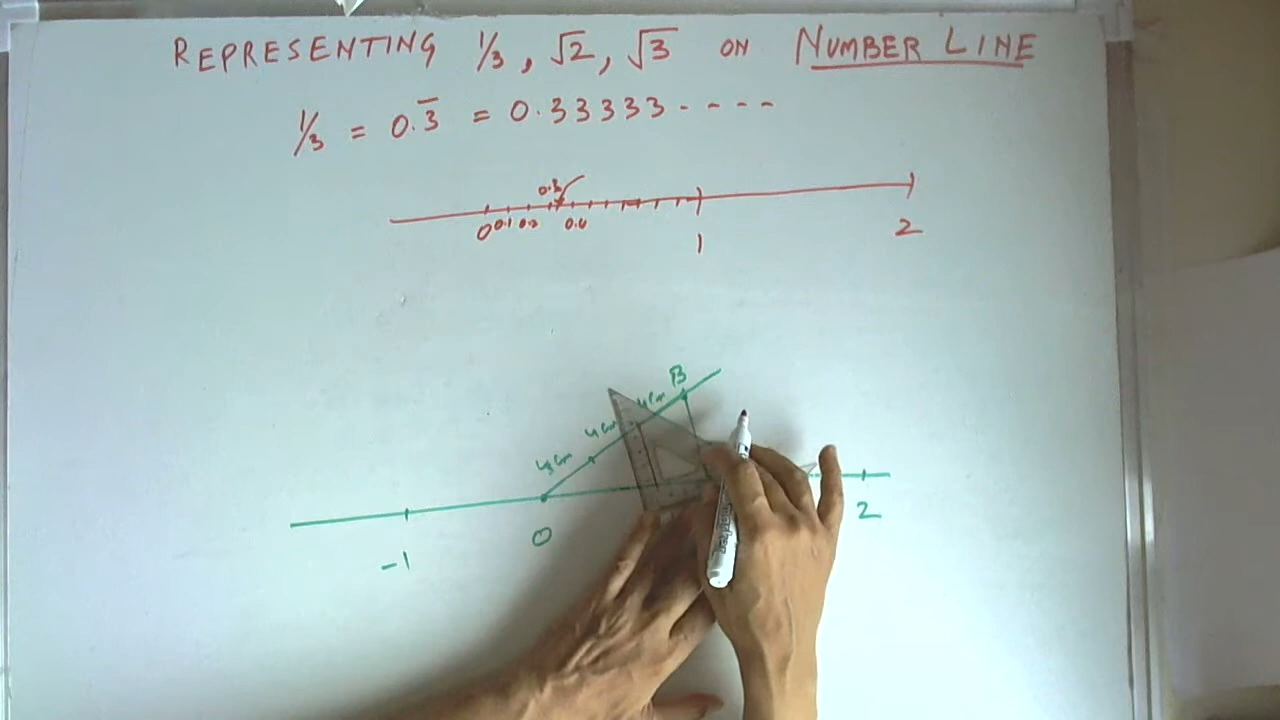 REPRESENTING 1/3, √2, √3 ON NUMBER LINE
1/3 = 0.3̅ = 0.33333 - - - -
0.3
0 0.1 0.2 0.4 1 2
B
4cm 4cm 4cm
-1 0 2